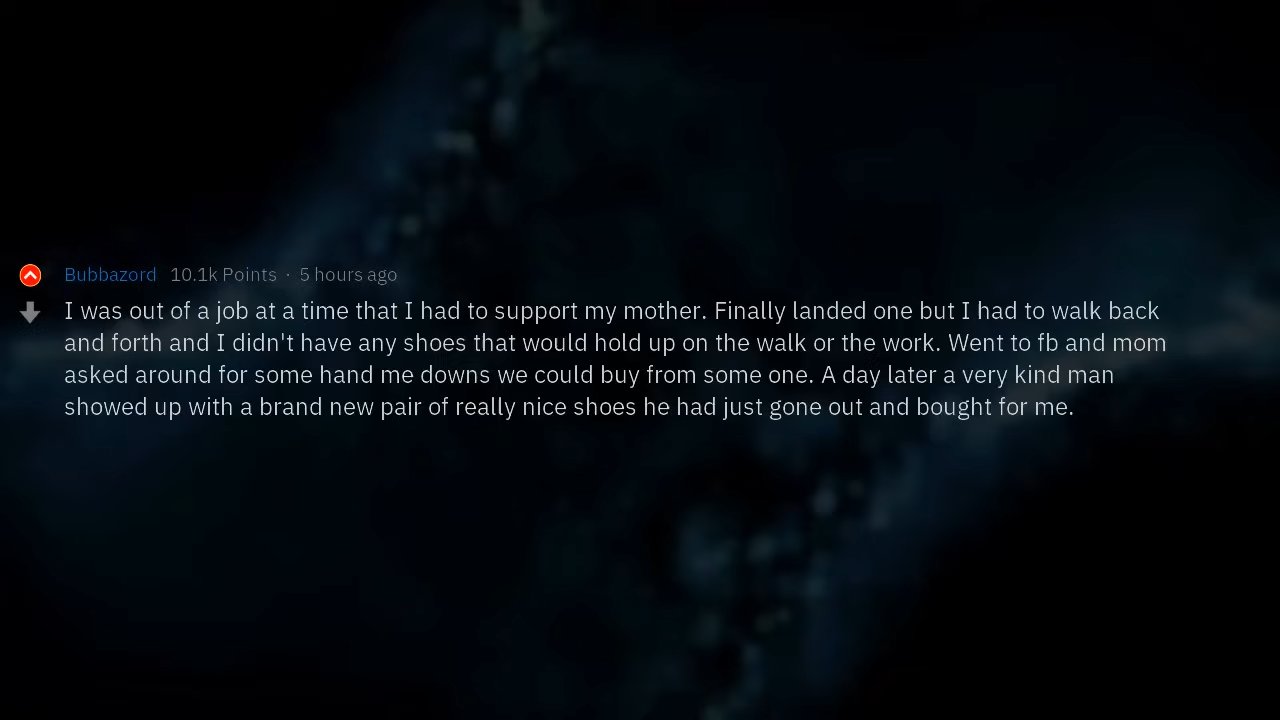 Bubbazord 10.1k Points · 5 hours ago
I was out of a job at a time that I had to support my mother. Finally landed one but I had to walk back
and forth and I didn't have any shoes that would hold up on the walk or the work. Went to fb and mom
asked around for some hand me downs we could buy from some one. A day later a very kind man
showed up with a brand new pair of really nice shoes he had just gone out and bought for me.